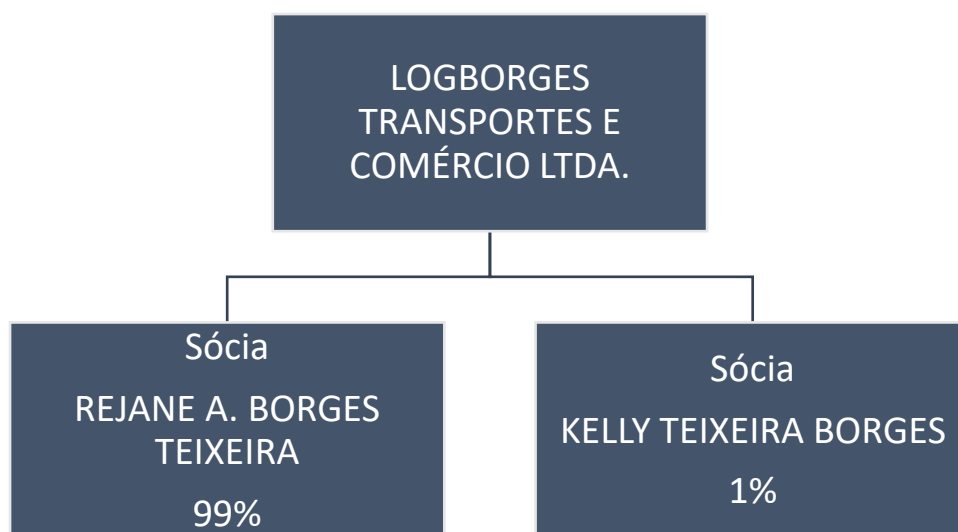 LOGBORGES
TRANSPORTES E
COMÉRCIO LTDA.
Sócia
REJANE A. BORGES
TEIXEIRA
99%
Sócia
KELLY TEIXEIRA BORGES
1%